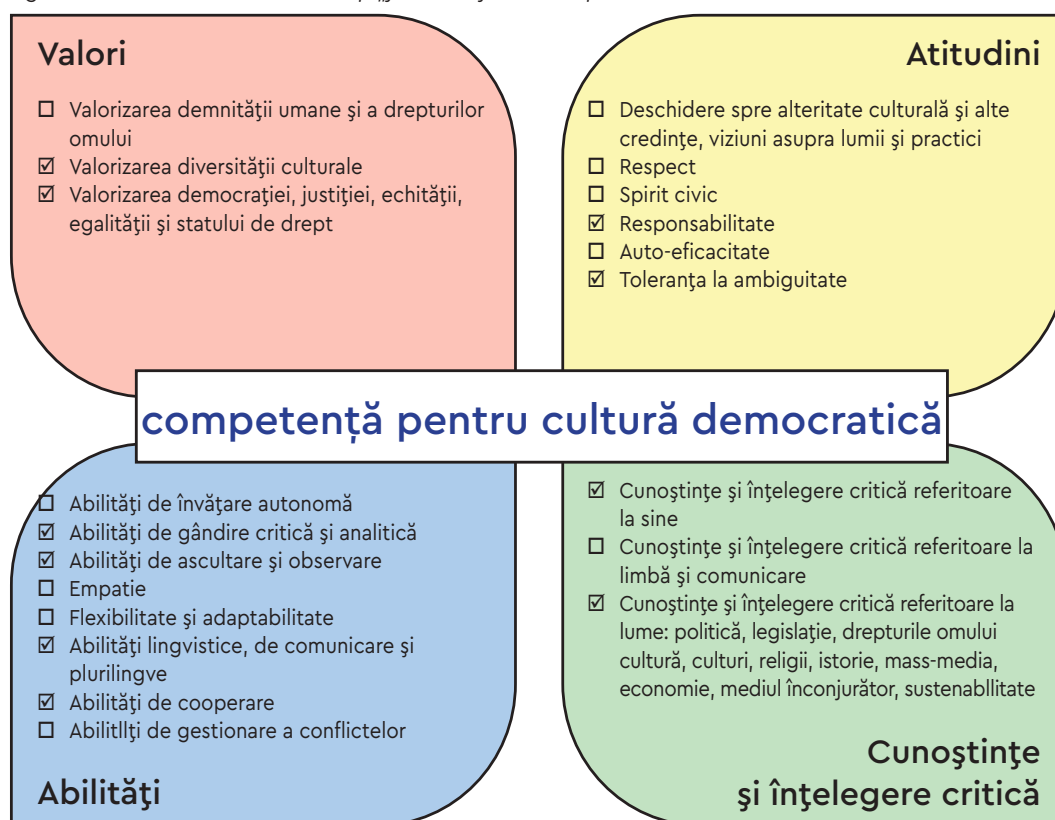 Valori
☐ Valorizarea demnităţii umane şi a drepturilor
omului
☑ Valorizarea diversităţii culturale
☑ Valorizarea democraţiei, justiţiei, echităţii,
egalităţii şi statului de drept
Atitudini
☐ Deschidere spre alteritate culturală şi alte
credinţe, viziuni asupra lumii şi practici
☐ Respect
☐ Spirit civic
☑ Responsabilitate
☐ Auto-eficacitate
☑ Toleranţa la ambiguitate
competență pentru cultură democratică
☐ Abilităţi de învăţare autonomă
☑ Abilităţi de gândire critică şi analitică
☑ Abilităţi de ascultare şi observare
☐ Empatie
☐ Flexibilitate şi adaptabilitate
☑ Abilităţi lingvistice, de comunicare şi
plurilingve
☑ Abilităţi de cooperare
☐ Abilitllţi de gestionare a conflictelor
Abilităţi
☑ Cunoştinţe şi înţelegere critică referitoare
la sine
☐ Cunoştinţe şi înţelegere critică referitoare la
limbă şi comunicare
☑ Cunoştinţe şi înţelegere critică referitoare la
lume: politică, legislaţie, drepturile omului
cultură, culturi, religii, istorie, mass-media,
economie, mediul înconjurător, sustenabllitate
Cunoştinţe
şi înţelegere critică